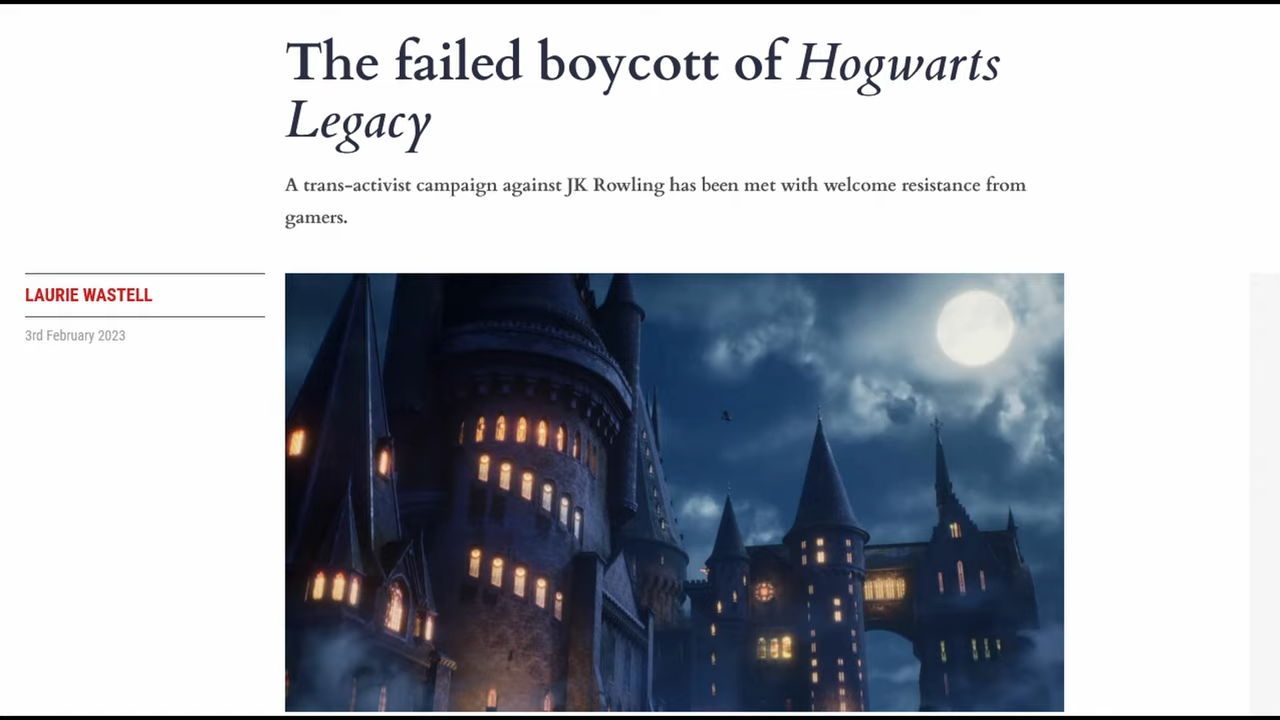 The failed boycott of Hogwarts
Legacy
A trans-activist campaign against JK Rowling has been met with welcome resistance from
gamers.
LAURIE WASTELL
3rd February 2023